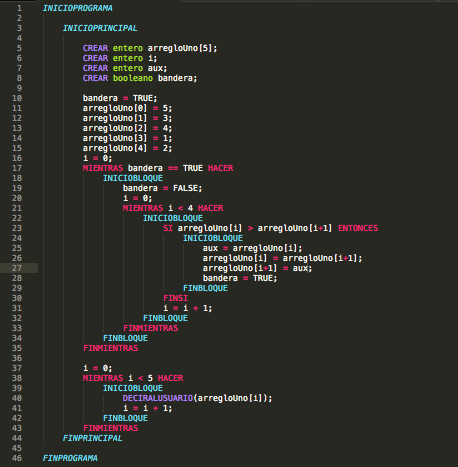 1 INICIOPROGRAMA
2
3 INICIOPRINCIPAL
4
5 CREAR entero arregloUno[5];
6 CREAR entero i;
7 CREAR entero aux;
8 CREAR booleano bandera;
9
10 bandera = TRUE;
11 arregloUno[0] = 5;
12 arregloUno[1] = 3;
13 arregloUno[2] = 4;
14 arregloUno[3] = 1;
15 arregloUno[4] = 2;
16 i = 0;
17 MIENTRAS bandera == TRUE HACER
18 INICIOBLOQUE
19 bandera = FALSE;
20 i = 0;
21 MIENTRAS i < 4 HACER
22 INICIOBLOQUE
23 SI arregloUno[i] > arregloUno[i+1] ENTONCES
24 INICIOBLOQUE
25 aux = arregloUno[i];
26 arregloUno[i] = arregloUno[i+1];
27 arregloUno[i+1] = aux;
28 bandera = TRUE;
29 FINBLOQUE
30 FINSI
31 i = i + 1;
32 FINBLOQUE
33 FINMIENTRAS
34 FINBLOQUE
35 FINMIENTRAS
36
37 i = 0;
38 MIENTRAS i < 5 HACER
39 INICIOBLOQUE
40 DECIRALUSUARIO(arregloUno[i]);
41 i = i + 1;
42 FINBLOQUE
43 FINMIENTRAS
44 FINPRINCIPAL
45
46 FINPROGRAMA